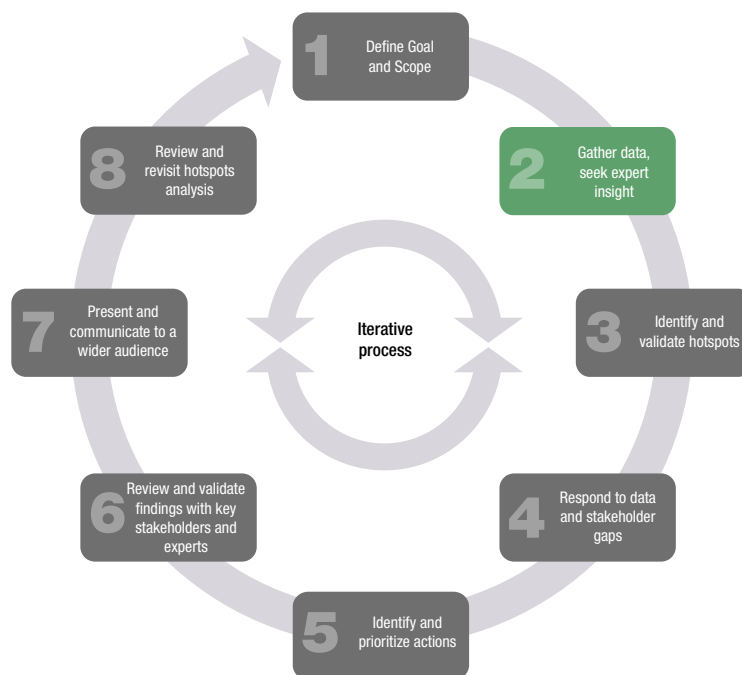 1
Define Goal
and Scope
2
Gather data,
seek expert
insight
3
Identify and
validate hotspots
4
Respond to data
and stakeholder
gaps
5
Identify and
prioritize actions
6
Review and validate
findings with key
stakeholders and
experts
7
Present and
communicate to a
wider audience
8
Review and
revisit hotspots
analysis
Iterative
process